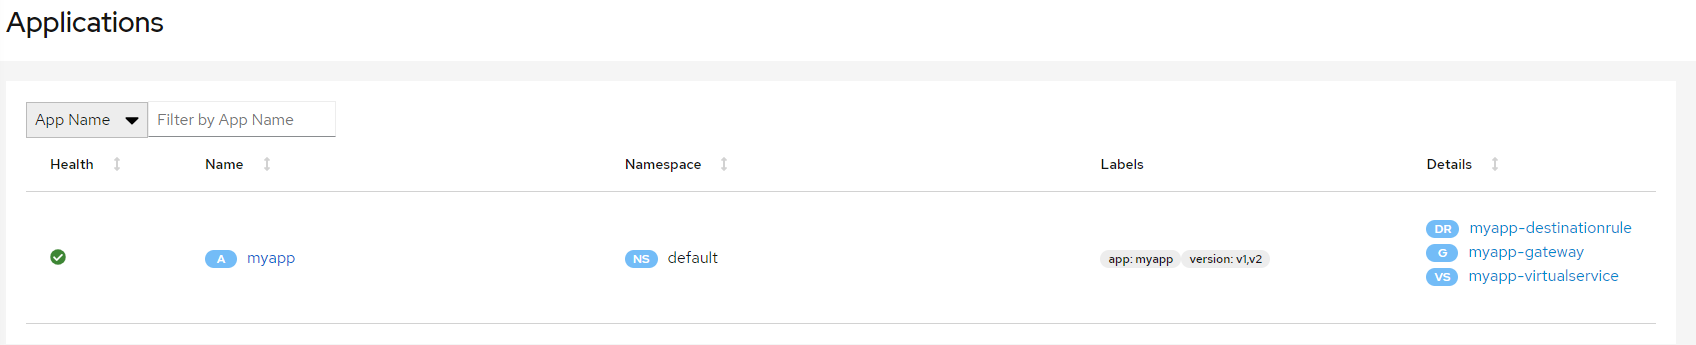 Applications
App Name Filter by App Name
Health Name Namespace Labels Details
A myapp NS default app: myapp version: v1,v2
DR myapp-destinationrule
G myapp-gateway
VS myapp-virtualservice